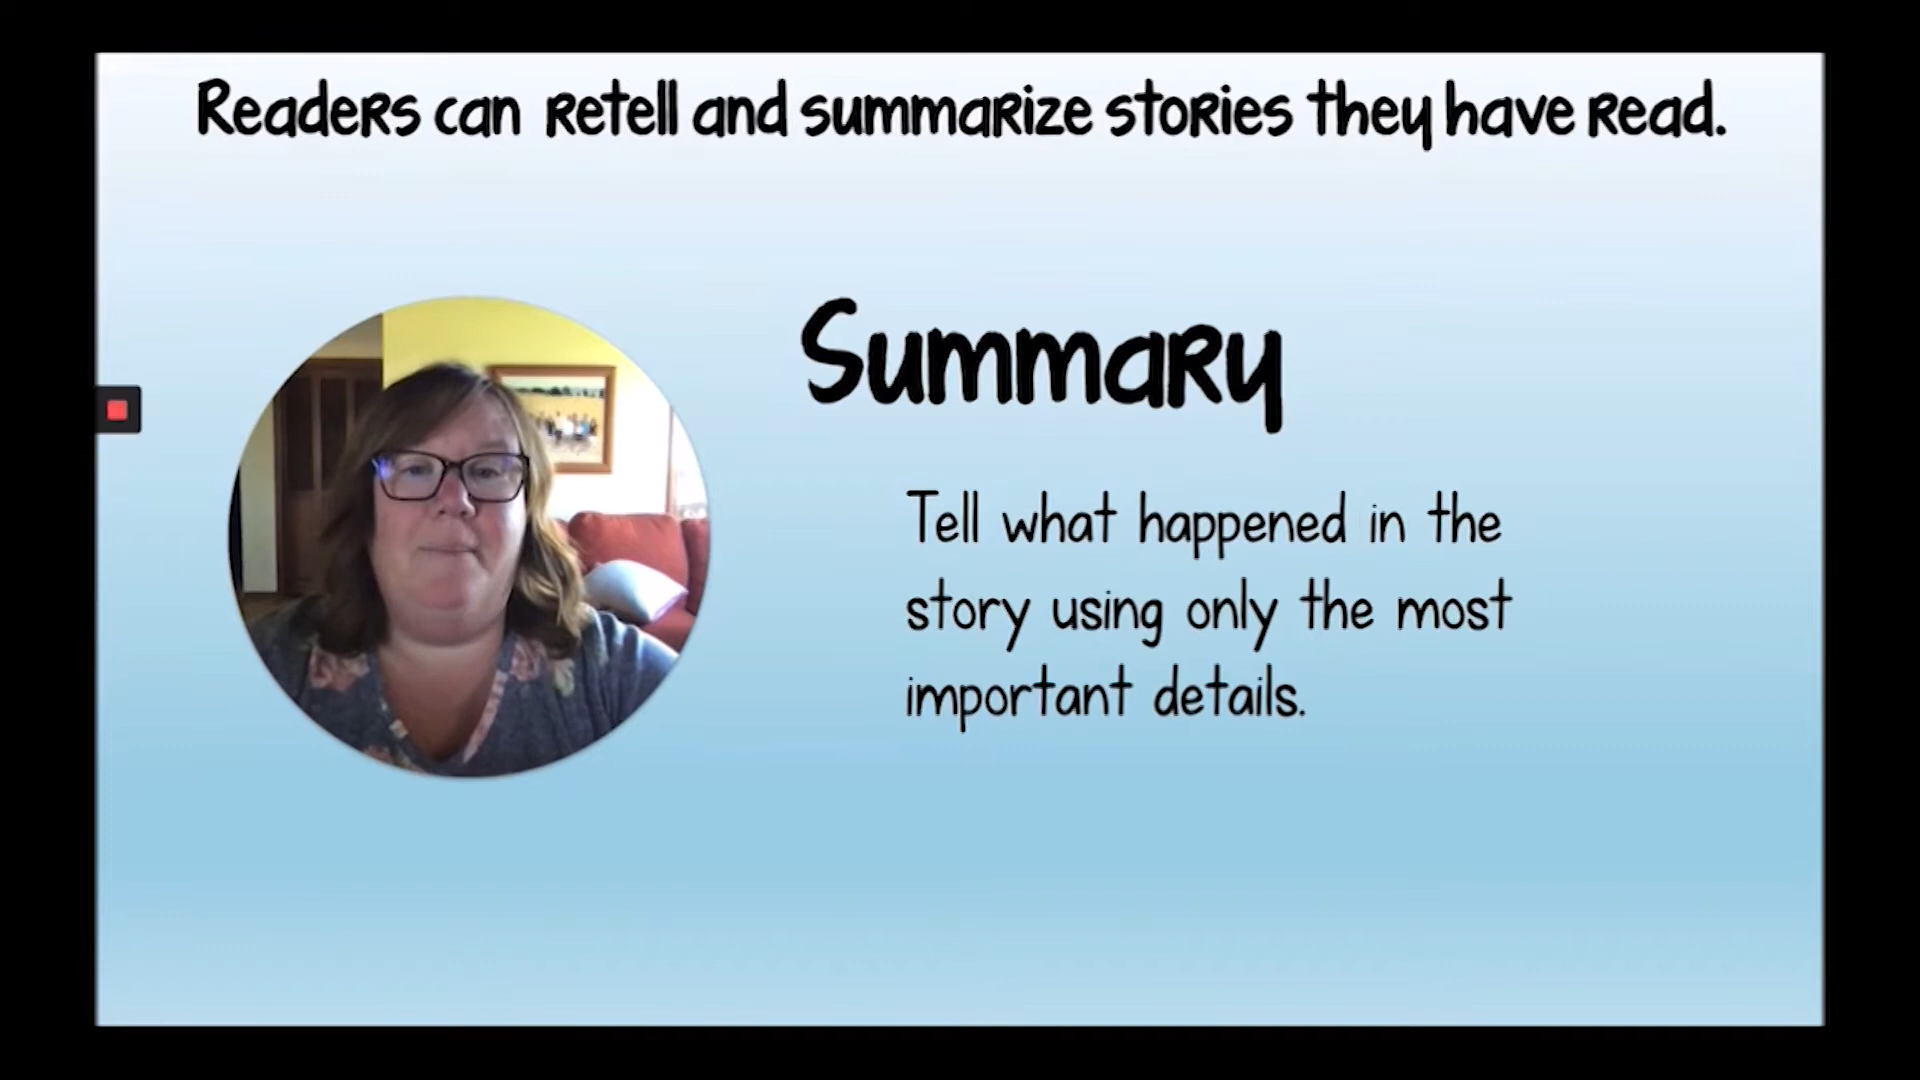 Readers can retell and summarize stories they have read.
Summary
Tell what happened in the
story using only the most
important details.